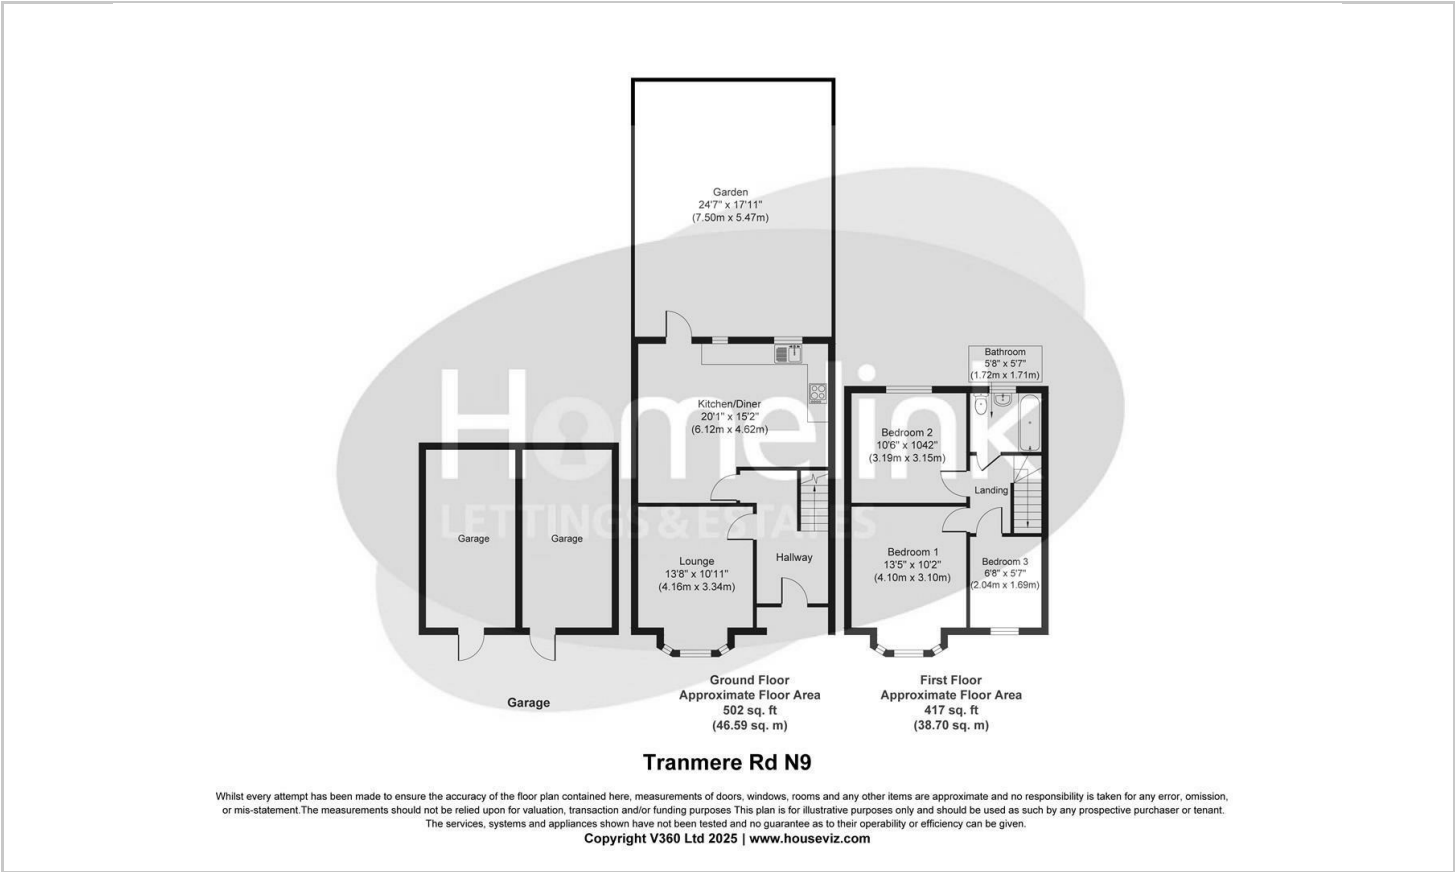 Garden
24'7" x 17'11"
(7.50m x 5.47m)
Kitchen/Diner
20'1" x 15'2"
(6.12m x 4.62m)
Bathroom
5'8" x 5'7"
(1.72m x 1.71m)
Bedroom 2
10'6" x 1042"
(3.19m x 3.15m)
Landing
Homelink
LETTINGS & ESTATES
Garage
Garage
Lounge
13'8" x 10'11"
(4.16m x 3.34m)
Hallway
Bedroom 1
13'5" x 10'2"
(4.10m x 3.10m)
Bedroom 3
6'8" x 5'7"
(2.04m x 1.69m)
Garage
Ground Floor
Approximate Floor Area
502 sq. ft
(46.59 sq. m)
First Floor
Approximate Floor Area
417 sq. ft
(38.70 sq. m)
Tranmere Rd N9
Whilst every attempt has been made to ensure the accuracy of the floor plan contained here, measurements of doors, windows, rooms and any other items are approximate and no responsibility is taken for any error, omission,
or mis-statement.The measurements should not be relied upon for valuation, transaction and/or funding purposes This plan is for illustrative purposes only and should be used as such by any prospective purchaser or tenant.
The services, systems and appliances shown have not been tested and no guarantee as to their operability or efficiency can be given.
Copyright V360 Ltd 2025 | www.houseviz.com